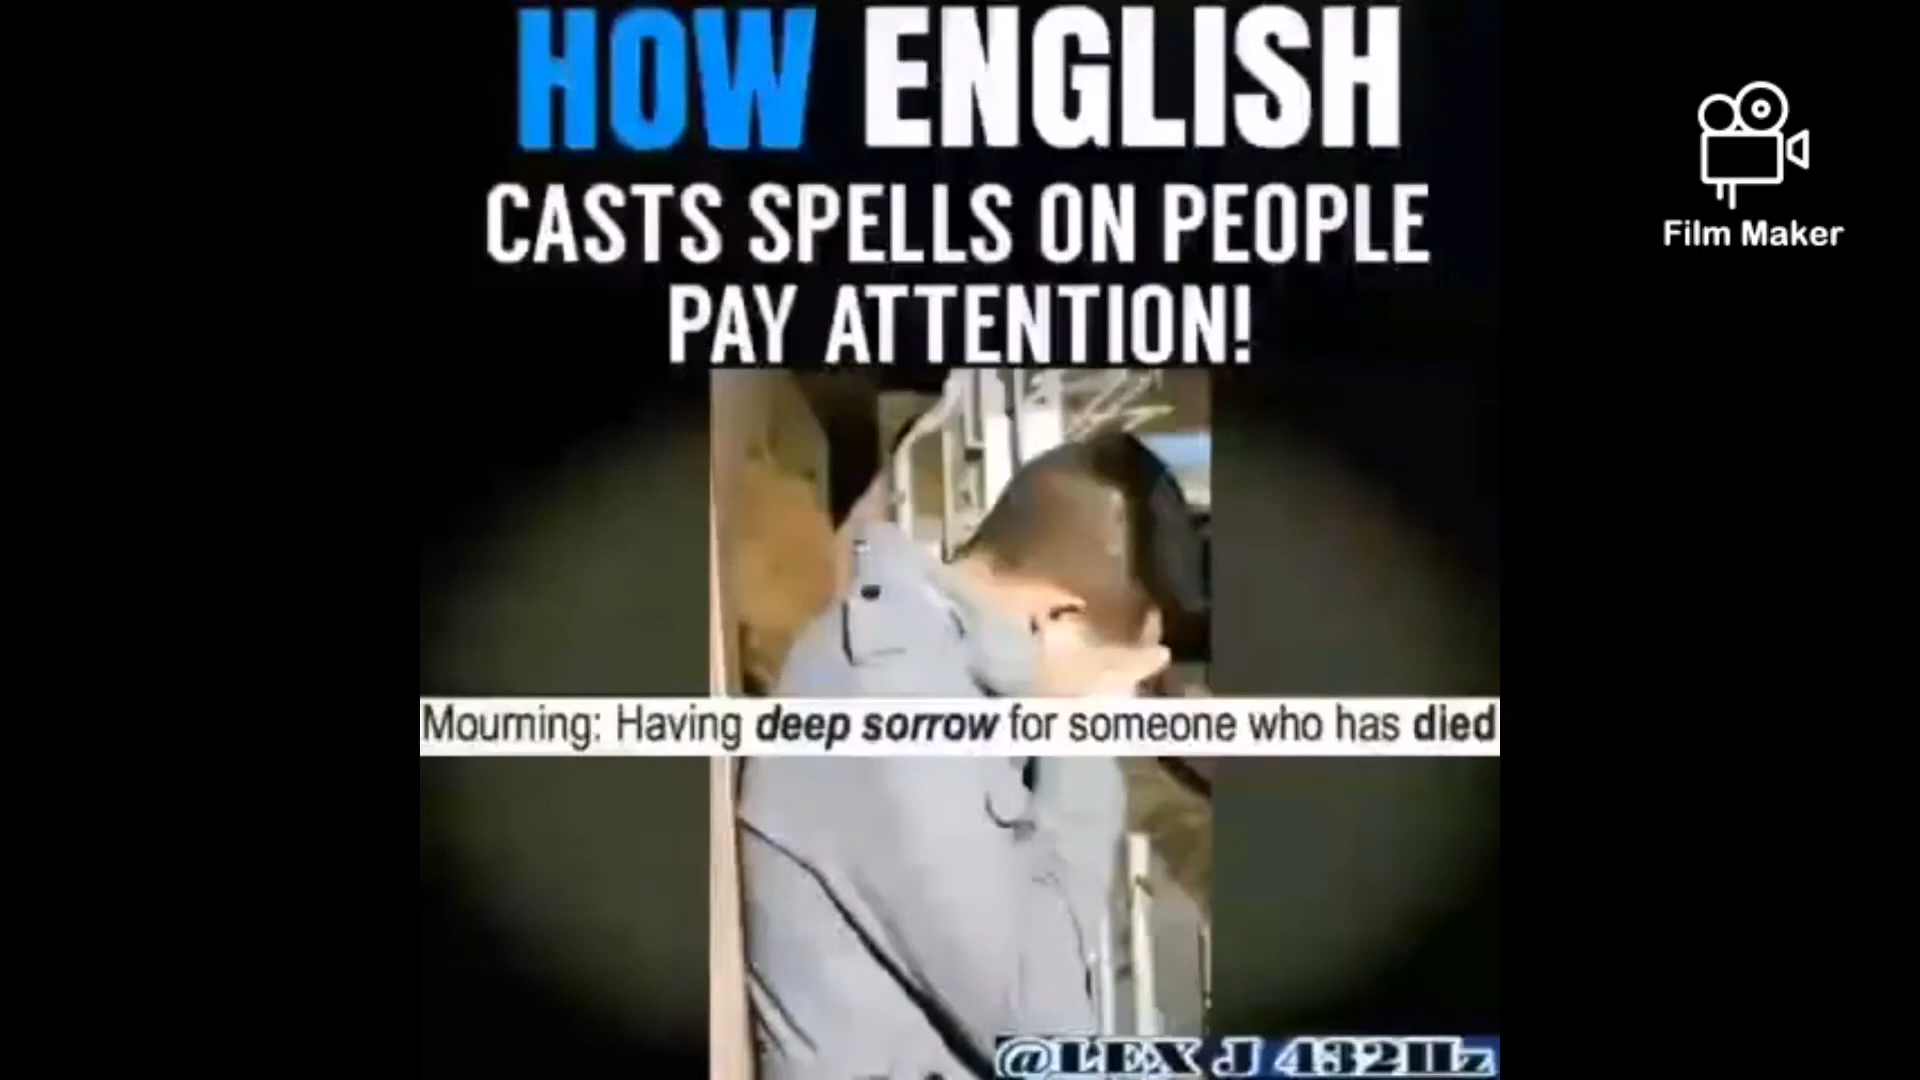 HOW ENGLISH
CASTS SPELLS ON PEOPLE
PAY ATTENTION!
Film Maker
Mourning: Having deep sorrow for someone who has died
@LEX J 432Hz